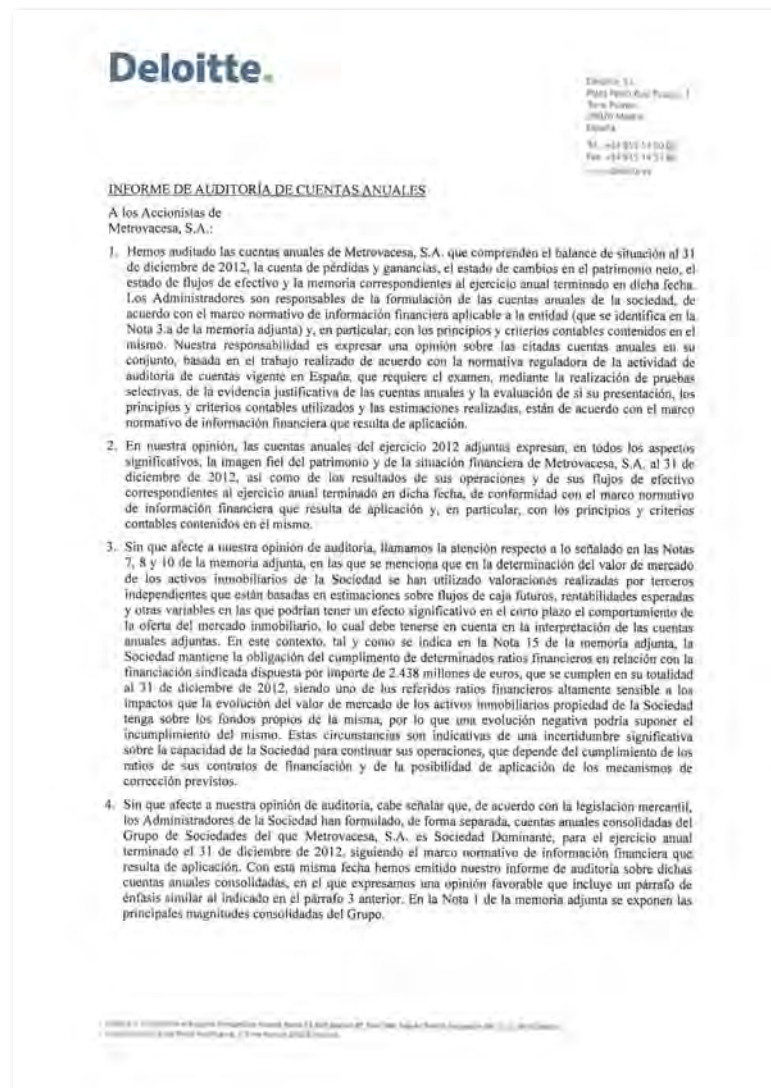 Deloitte.
INFORME DE AUDITORÍA DE CUENTAS ANUALES
A los Accionistas de
Metrovacesa, S.A.:
1. Hemos auditado las cuentas anuales de Metrovacesa, S.A. que comprenden el balance de situación al 31
de diciembre de 2012, la cuenta de pérdidas y ganancias, el estado de cambios en el patrimonio neto, el
estado de flujos de efectivo y la memoria correspondientes al ejercicio anual terminado en dicha fecha.
Los Administradores son responsables de la formulación de las cuentas anuales de la sociedad, de
acuerdo con el marco normativo de información financiera aplicable a la entidad (que se identifica en la
Nota 3.a de la memoria adjunta) y, en particular, con los principios y criterios contables contenidos en el
mismo. Nuestra responsabilidad es expresar una opinión sobre las citadas cuentas anuales en su
conjunto, basada en el trabajo realizado de acuerdo con la normativa reguladora de la actividad de
auditoría de cuentas vigente en España, que requiere el examen, mediante la realización de pruebas
selectivas, de la evidencia justificativa de las cuentas anuales y la evaluación de si su presentación, los
principios y criterios contables utilizados y las estimaciones realizadas, están de acuerdo con el marco
normativo de información financiera que resulta de aplicación.
2. En nuestra opinión, las cuentas anuales del ejercicio 2012 adjuntas expresan, en todos los aspectos
significativos, la imagen fiel del patrimonio y de la situación financiera de Metrovacesa, S.A. al 31 de
diciembre de 2012, así como de los resultados de sus operaciones y de sus flujos de efectivo
correspondientes al ejercicio anual terminado en dicha fecha, de conformidad con el marco normativo
de información financiera que resulta de aplicación y, en particular, con los principios y criterios
contables contenidos en el mismo.
3. Sin que afecte a nuestra opinión de auditoría, llamamos la atención respecto a lo señalado en las Notas
7, 8 y 10 de la memoria adjunta, en las que se menciona que en la determinación del valor de mercado
de los activos inmobiliarios de la Sociedad se han utilizado valoraciones realizadas por terceros
independientes que están basadas en estimaciones sobre flujos de caja futuros, rentabilidades esperadas
y otras variables en las que podrían tener un efecto significativo en el corto plazo el comportamiento de
la oferta del mercado inmobiliario, lo cual debe tenerse en cuenta en la interpretación de las cuentas
anuales adjuntas. En este contexto, tal y como se indica en la Nota 15 de la memoria adjunta, la
Sociedad mantiene la obligación del cumplimento de determinados ratios financieros en relación con la
financiación sindicada dispuesta por importe de 2.438 millones de euros, que se cumplen en su totalidad
al 31 de diciembre de 2012, siendo uno de los referidos ratios financieros altamente sensible a los
impactos que la evolución del valor de mercado de los activos inmobiliarios propiedad de la Sociedad
tenga sobre los fondos propios de la misma, por lo que una evolución negativa podría suponer el
incumplimiento del mismo. Estas circunstancias son indicativas de una incertidumbre significativa
sobre la capacidad de la Sociedad para continuar sus operaciones, que depende del cumplimiento de los
ratios de sus contratos de financiación y de la posibilidad de aplicación de los mecanismos de
corrección previstos.
4. Sin que afecte a nuestra opinión de auditoría, cabe señalar que, de acuerdo con la legislación mercantil,
los Administradores de la Sociedad han formulado, de forma separada, cuentas anuales consolidadas del
Grupo de Sociedades del que Metrovacesa, S.A. es Sociedad Dominante, para el ejercicio anual
terminado el 31 de diciembre de 2012, siguiendo el marco normativo de información financiera que
resulta de aplicación. Con esta misma fecha hemos emitido nuestro informe de auditoría sobre dichas
cuentas anuales consolidadas, en el que expresamos una opinión favorable que incluye un párrafo de
énfasis similar al indicado en el párrafo 3 anterior. En la Nota 1 de la memoria adjunta se exponen las
principales magnitudes consolidadas del Grupo.